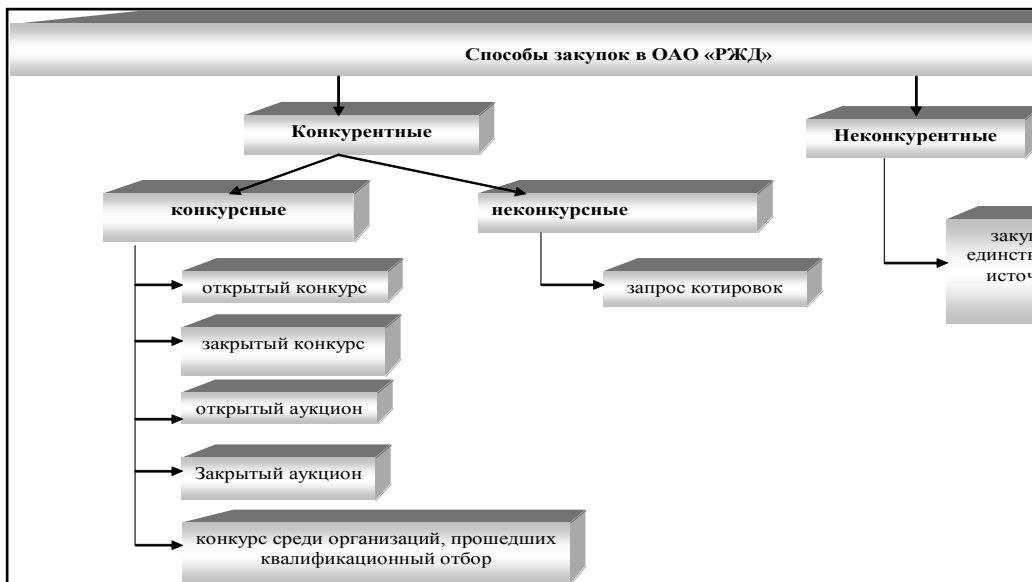 Способы закупок в ОАО «РЖД»
Конкурентные
Неконкурентные
конкурсные
неконкурсные
открытый конкурс
запрос котировок
закрытый конкурс
открытый аукцион
Закрытый аукцион
конкурс среди организаций, прошедших
квалификационный отбор